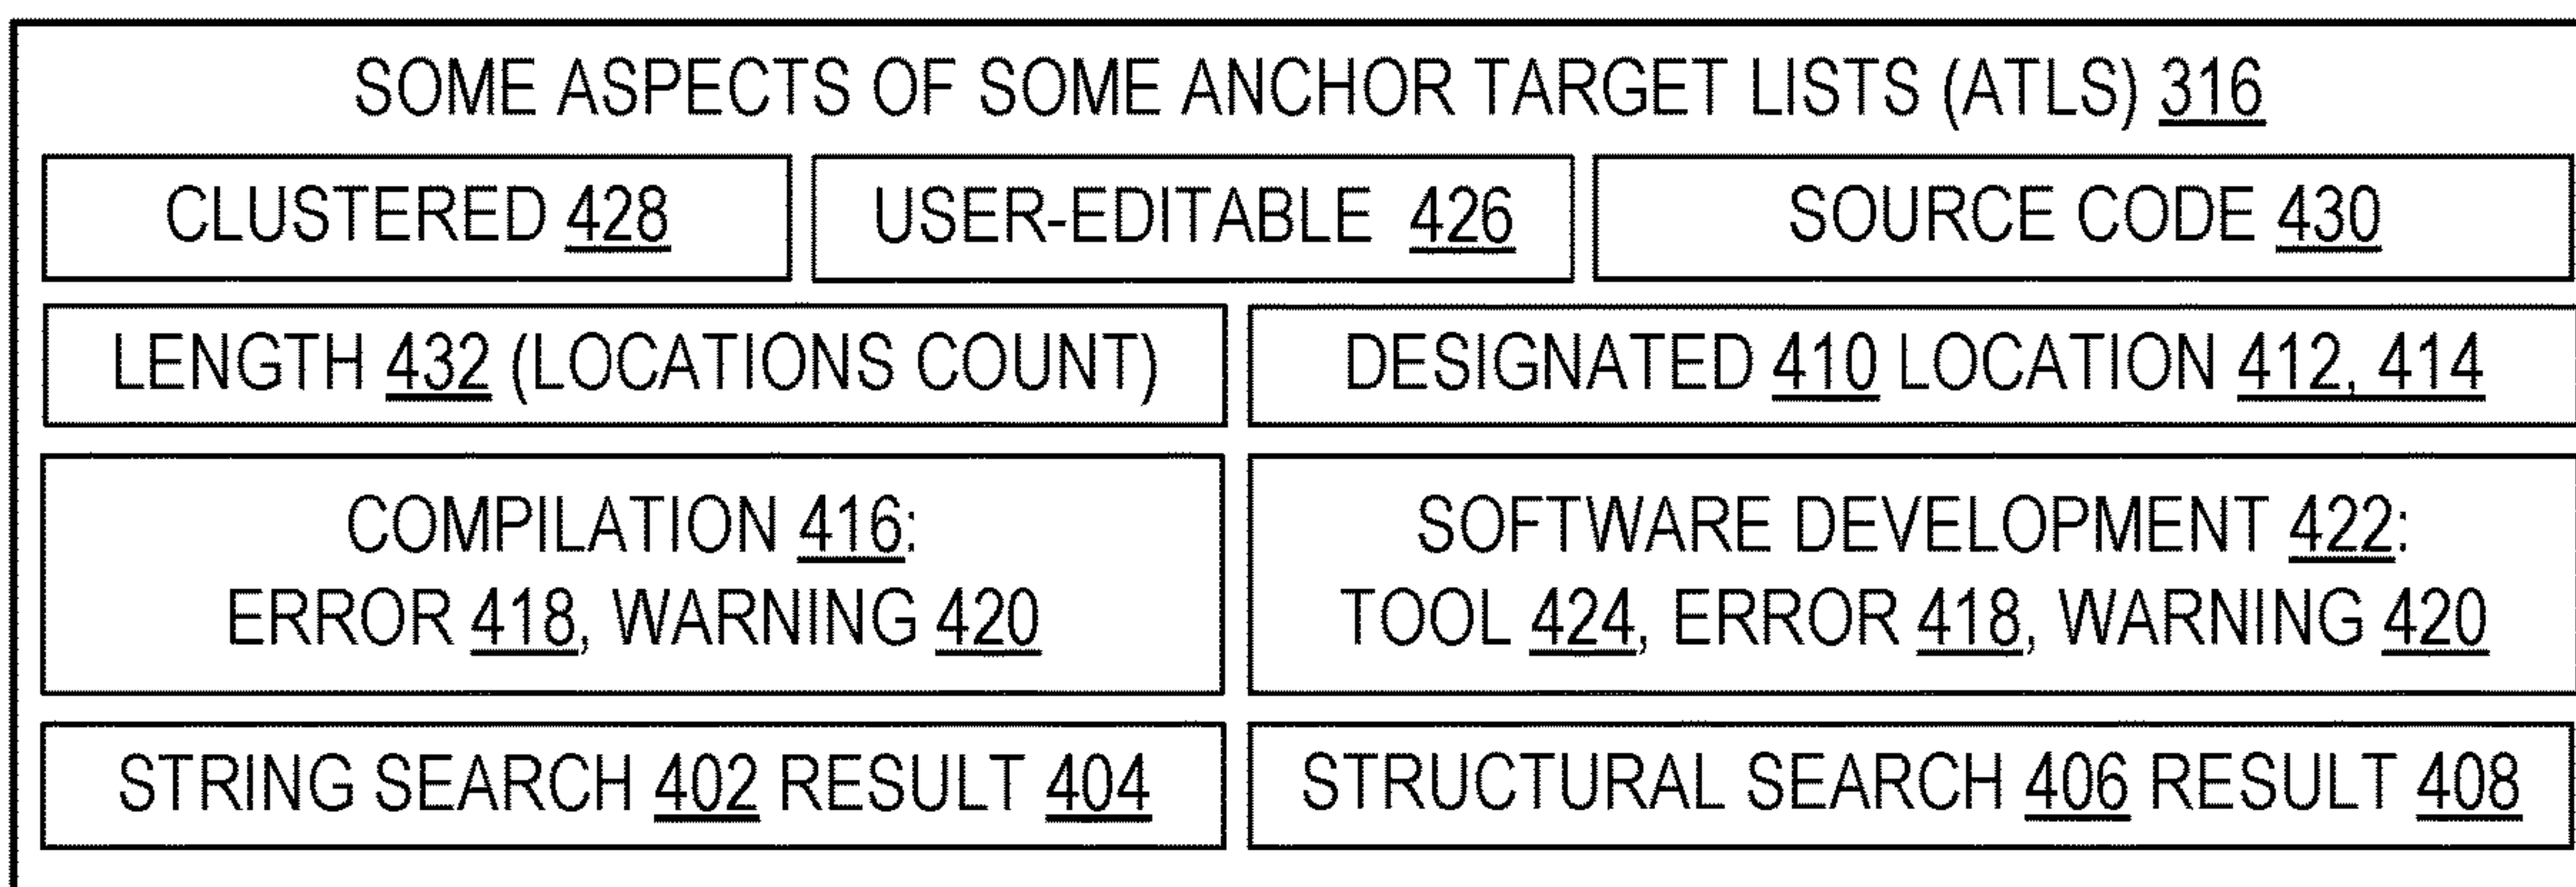 SOME ASPECTS OF SOME ANCHOR TARGET LISTS (ATLS) 316
CLUSTERED 428
USER-EDITABLE 426
SOURCE CODE 430
LENGTH 432 (LOCATIONS COUNT)
DESIGNATED 410 LOCATION 412, 414
COMPILATION 416:
ERROR 418, WARNING 420
SOFTWARE DEVELOPMENT 422:
TOOL 424, ERROR 418, WARNING 420
STRING SEARCH 402 RESULT 404
STRUCTURAL SEARCH 406 RESULT 408